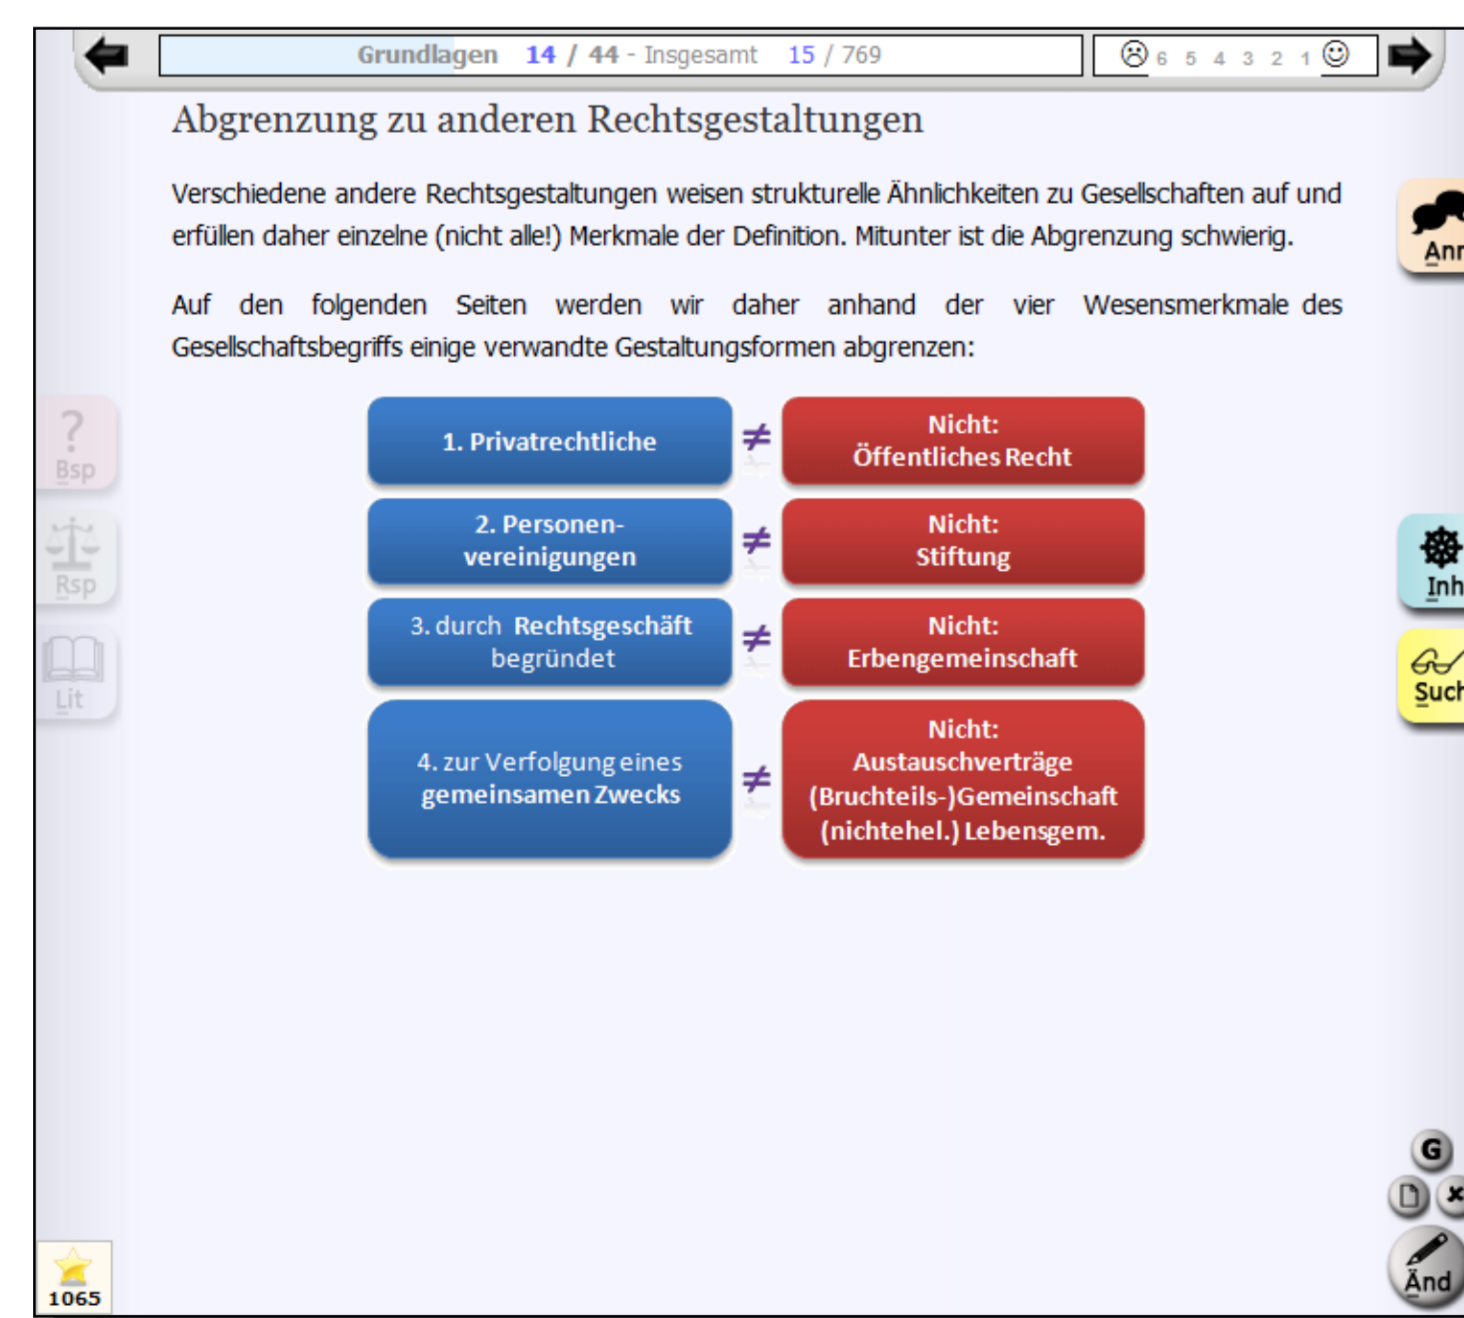 Grundlagen 14 / 44 - Insgesamt 15 / 769
6 5 4 3 2 1
Abgrenzung zu anderen Rechtsgestaltungen
Verschiedene andere Rechtsgestaltungen weisen strukturelle Ähnlichkeiten zu Gesellschaften auf und
erfüllen daher einzelne (nicht alle!) Merkmale der Definition. Mitunter ist die Abgrenzung schwierig.
Auf den folgenden Seiten werden wir daher anhand der vier Wesensmerkmale des
Gesellschaftsbegriffs einige verwandte Gestaltungsformen abgrenzen:
1. Privatrechtliche
≠
Nicht:
Öffentliches Recht
2. Personen-
vereinigungen
≠
Nicht:
Stiftung
3. durch Rechtsgeschäft
begründet
≠
Nicht:
Erbengemeinschaft
4. zur Verfolgung eines
gemeinsamen Zwecks
≠
Nicht:
Austauschverträge
(Bruchteils-)Gemeinschaft
(nichtehel.) Lebensgem.
?
Bsp
Rsp
Lit
1065
Anr
Inh
Such
G
Änd